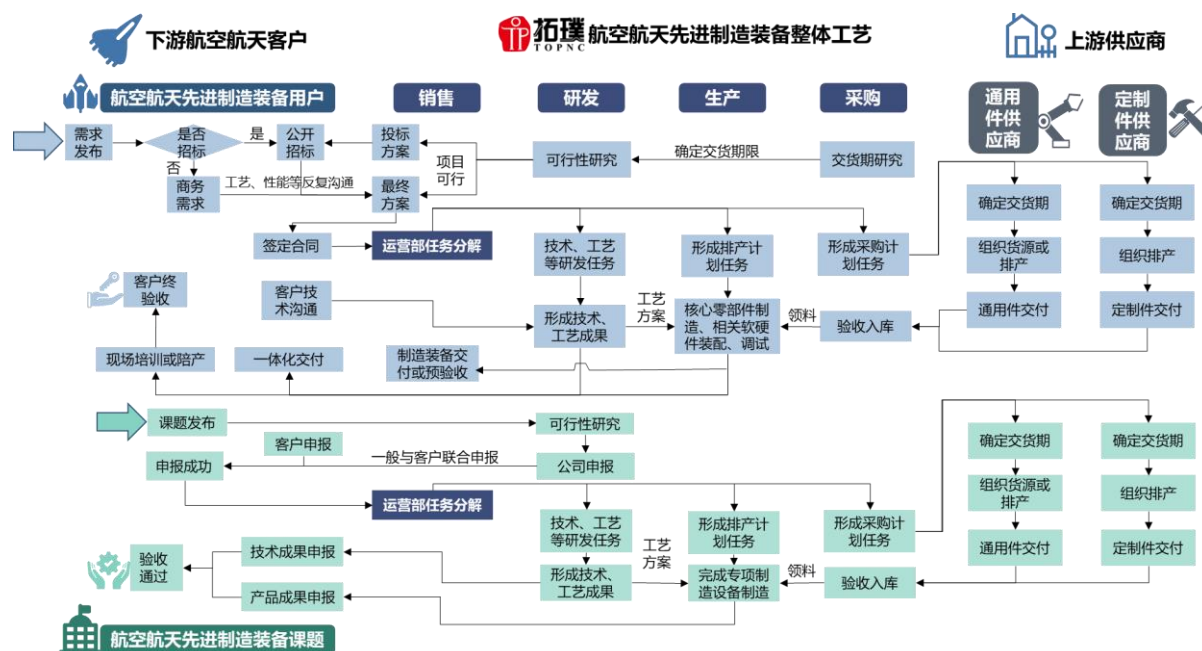 下游航空航天客户
拓璞
TOPNC
航空航天先进制造装备整体工艺
上游供应商
航空航天先进制造装备用户
销售
研发
生产
采购
通用
件供
应商
定制
件供
应商
需求
发布
是否
招标
是
公开
招标
投标
方案
项目
可行
可行性研究
确定交货期限
交货期研究
否
商务
需求
工艺、性能等反复沟通
最终
方案
确定交货期
确定交货期
签定合同
运营部任务分解
技术、工艺
等研发任务
形成排产计
划任务
形成采购计
划任务
组织货源或
排产
组织排产
客户终
验收
客户技
术沟通
形成技术、
工艺成果
工艺
方案
核心零部件制
造、相关软硬
件装配、调试
领料
验收入库
通用件交付
定制件交付
现场培训或陪产
一体化交付
制造装备交
付或预验收
课题发布
可行性研究
客户申报
申报成功
一般与客户联合申报
公司申报
确定交货期
确定交货期
运营部任务分解
技术、工艺
等研发任务
形成排产计
划任务
形成采购计
划任务
组织货源或
排产
组织排产
验收
通过
技术成果申报
产品成果申报
形成技术、
工艺成果
工艺
方案
完成专项制
造设备制造
领料
验收入库
通用件交付
定制件交付
航空航天先进制造装备课题